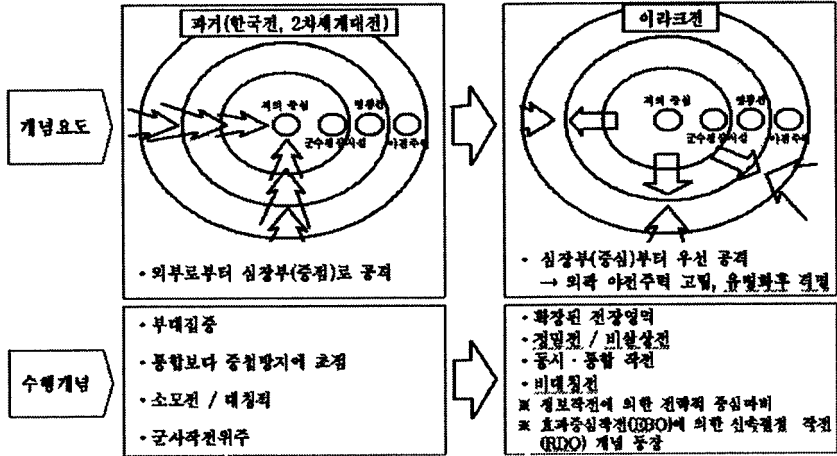 과거(한국전, 2차세계대전)
이라크전
개념요도
적의 중심
병참선
군수핵심시설
야전주력
적의 중심
병참선
군수핵심시설
야전주력
· 외부로부터 심장부(중점)로 공격
· 심장부(중심)부터 우선 공격
→ 외곽 야전주력 고립, 유명화후 격멸
수행개념
· 부대집중
· 통합보다 중첩방지에 초점
· 소모전 / 대칭적
· 군사작전위주
· 확장된 전장영역
· 정밀전 / 비살상전
· 동시 · 통합 작전
· 비대칭전
※ 정보작전에 의한 전략적 중심마비
※ 효과중심작전(EBO)에 의한 신속결정 작전
(RDO) 개념 등장